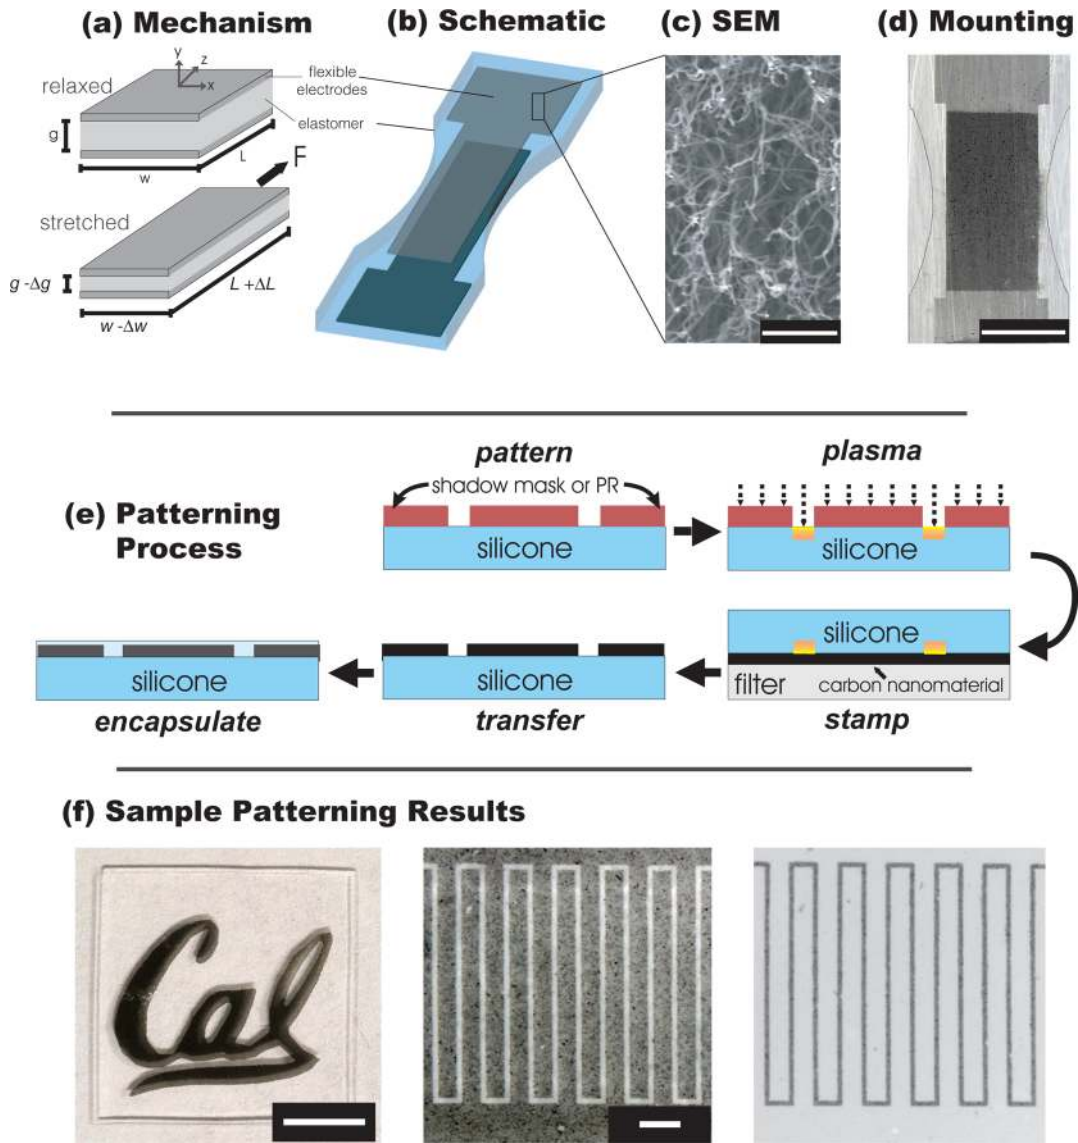 (a) Mechanism
(b) Schematic
(c) SEM
(d) Mounting
relaxed
y
z
x
g
L
w
flexible
electrodes
elastomer
F
stretched
g -Δg
L +ΔL
w -Δw
(e) Patterning
Process
pattern
shadow mask or PR
silicone
plasma
silicone
silicone
filter
carbon nanomaterial
stamp
silicone
transfer
silicone
encapsulate
(f) Sample Patterning Results
Cal